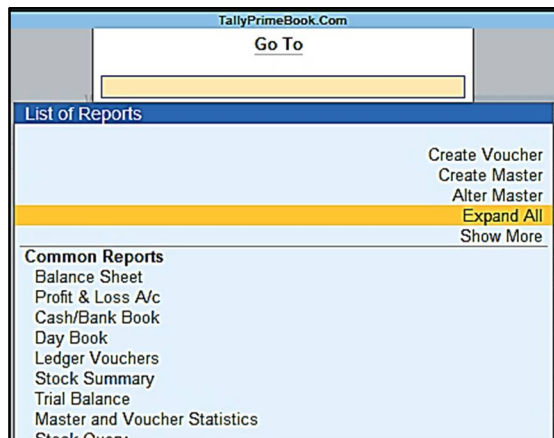 TallyPrimeBook.Com
Go To
List of Reports
Create Voucher
Create Master
Alter Master
Expand All
Show More
Common Reports
Balance Sheet
Profit & Loss A/c
Cash/Bank Book
Day Book
Ledger Vouchers
Stock Summary
Trial Balance
Master and Voucher Statistics
Stock Query